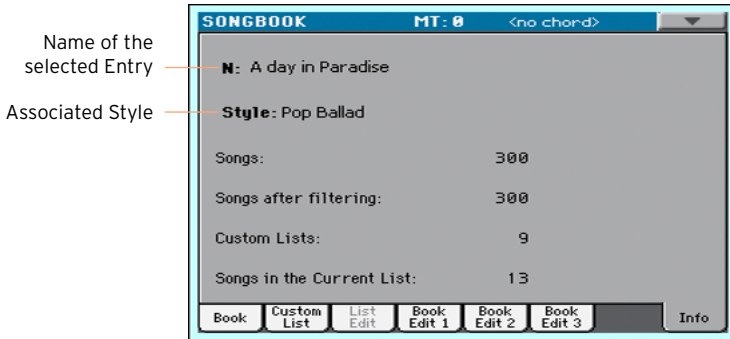 SONGBOOK MT: 0 <no chord>
Name of the
selected Entry
N: A day in Paradise
Associated Style
Style: Pop Ballad
Songs: 300
Songs after filtering: 300
Custom Lists: 9
Songs in the Current List: 13
Book Custom List List Edit Book Edit 1 Book Edit 2 Book Edit 3 Info